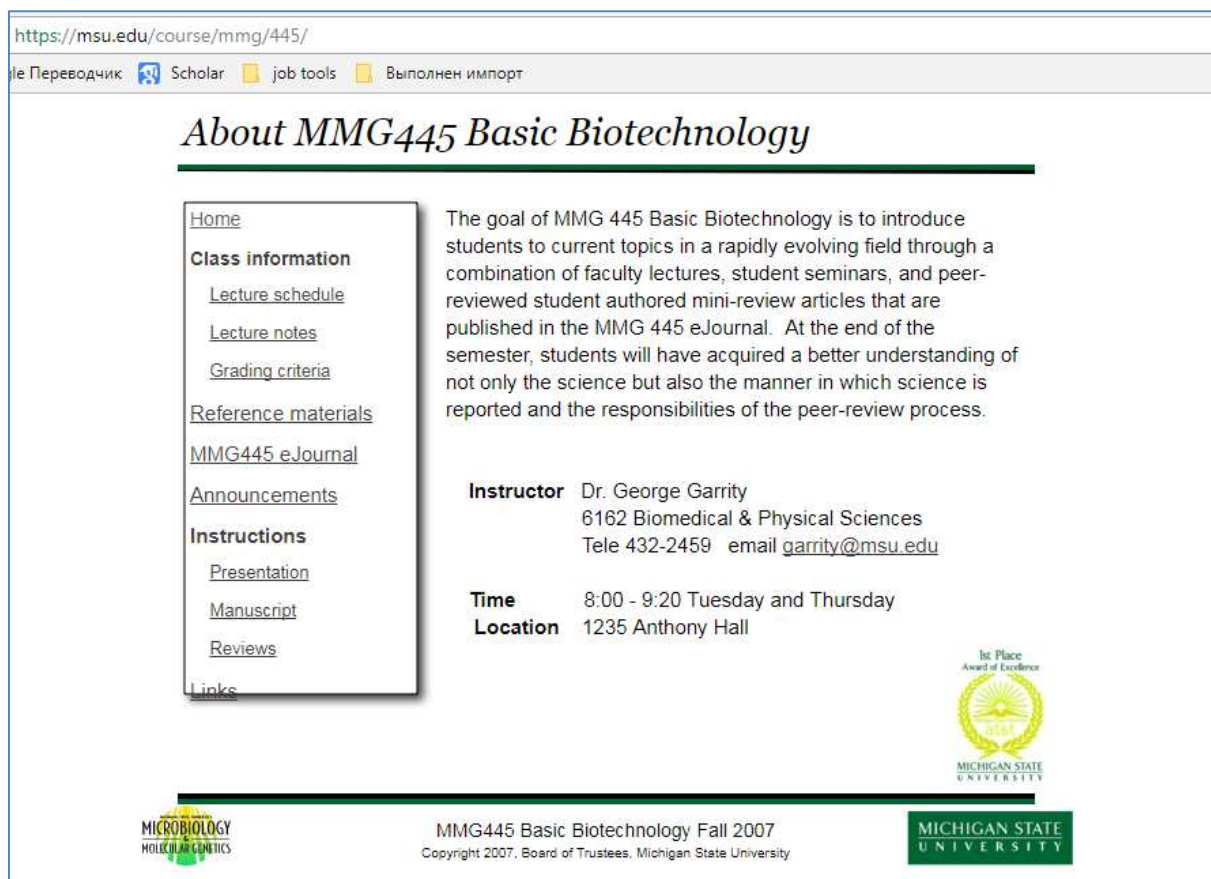 https://msu.edu/course/mmg/445/
le Переводчик Scholar job tools Выполнен импорт
About MMG445 Basic Biotechnology
Home
Class information
Lecture schedule
Lecture notes
Grading criteria
Reference materials
MMG445 eJournal
Announcements
Instructions
Presentation
Manuscript
Reviews
Links
The goal of MMG 445 Basic Biotechnology is to introduce
students to current topics in a rapidly evolving field through a
combination of faculty lectures, student seminars, and peer-
reviewed student authored mini-review articles that are
published in the MMG 445 eJournal.  At the end of the
semester, students will have acquired a better understanding of
not only the science but also the manner in which science is
reported and the responsibilities of the peer-review process.
Instructor Dr. George Garrity
6162 Biomedical & Physical Sciences
Tele 432-2459 email garrity@msu.edu
Time 8:00 - 9:20 Tuesday and Thursday
Location 1235 Anthony Hall
1st Place
Award of Excellence
at&t
MICHIGAN STATE
UNIVERSITY
MICROBIOLOGY
&
MOLECULAR GENETICS
MMG445 Basic Biotechnology Fall 2007
Copyright 2007, Board of Trustees, Michigan State University
MICHIGAN STATE
UNIVERSITY